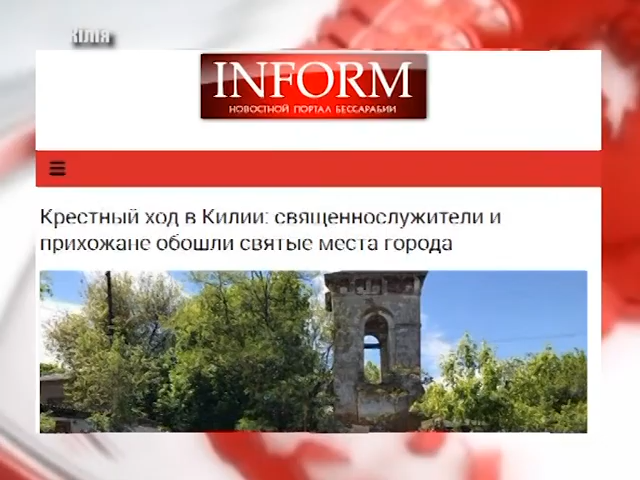 КІЛІЯ
INFORM
НОВОСТНОЙ ПОРТАЛ БЕССАРАБИИ
Крестный ход в Килии: священнослужители и
прихожане обошли святые места города